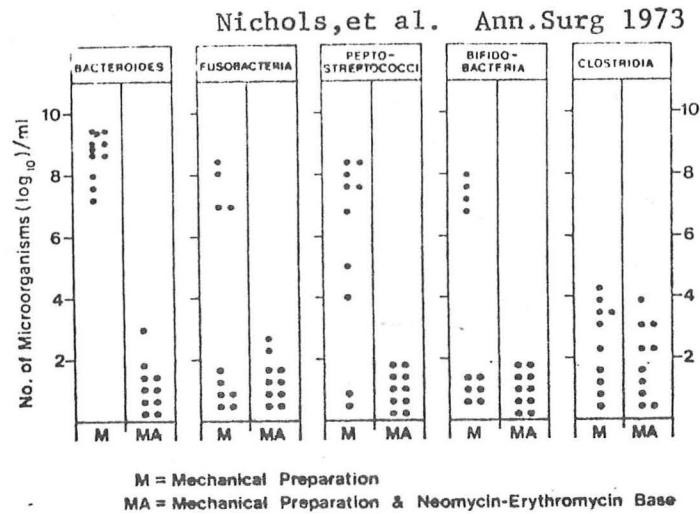 Nichols,et al. Ann.Surg 1973
BACTEROIDES
FUSOBACTERIA
PEPTO-
STREPTOCOCCI
BIFIDO-
BACTERIA
CLOSTRIDIA
No. of Microorganisms (log 10)/ml
10
8
6
4
2
10
8
6
4
2
M MA M MA M MA M MA M MA
M = Mechanical Preparation
MA = Mechanical Preparation & Neomycin-Erythromycin Base